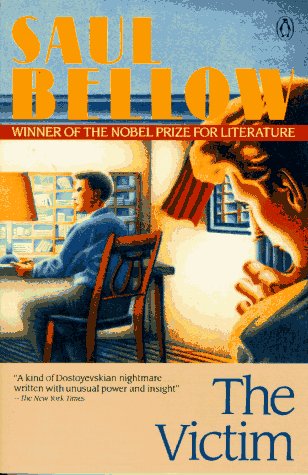 SAUL
BELLOW
WINNER OF THE NOBEL PRIZE FOR LITERATURE
"A kind of Dostoyevskian nightmare
written with unusual power and insight"
-- The New York Times
The
Victim